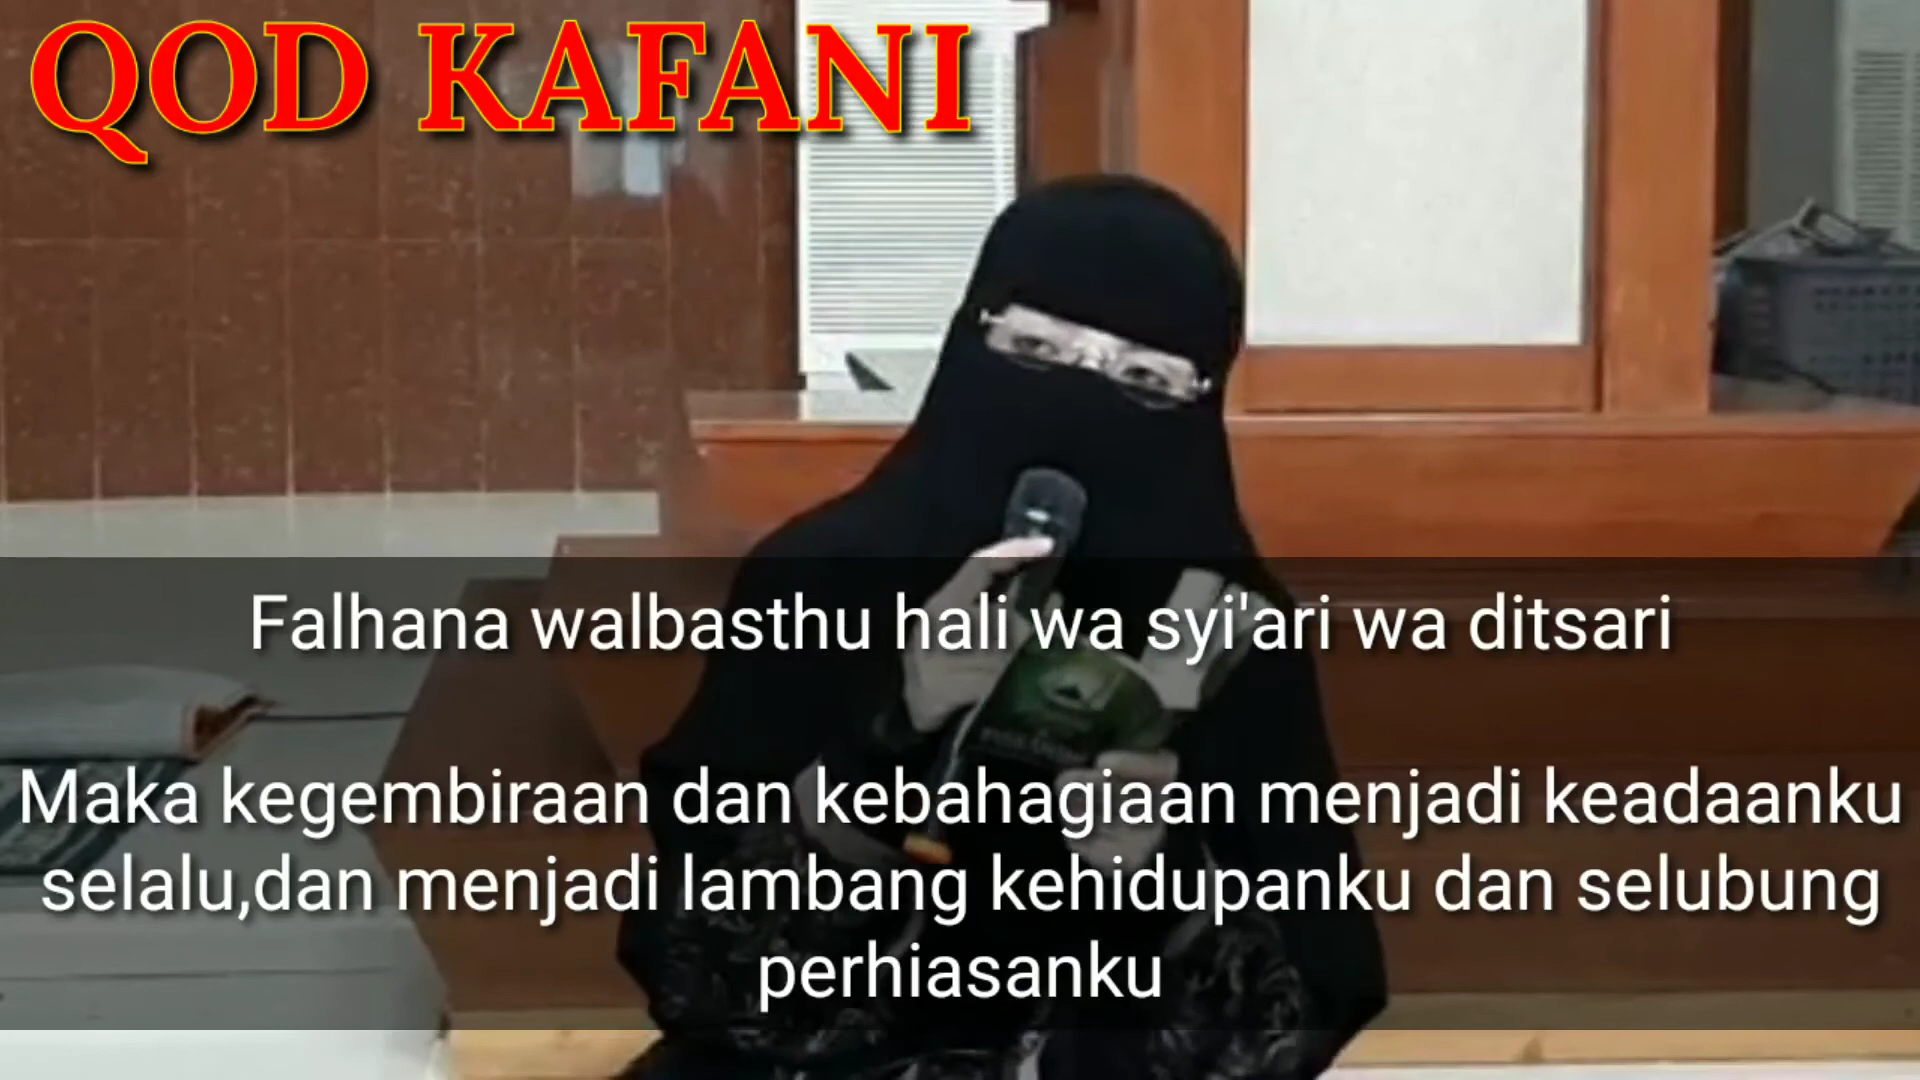 QOD KAFANI
Falhana walbasthu hali wa syi'ari wa ditsari
Maka kegembiraan dan kebahagiaan menjadi keadaanku
selalu,dan menjadi lambang kehidupanku dan selubung
perhiasanku